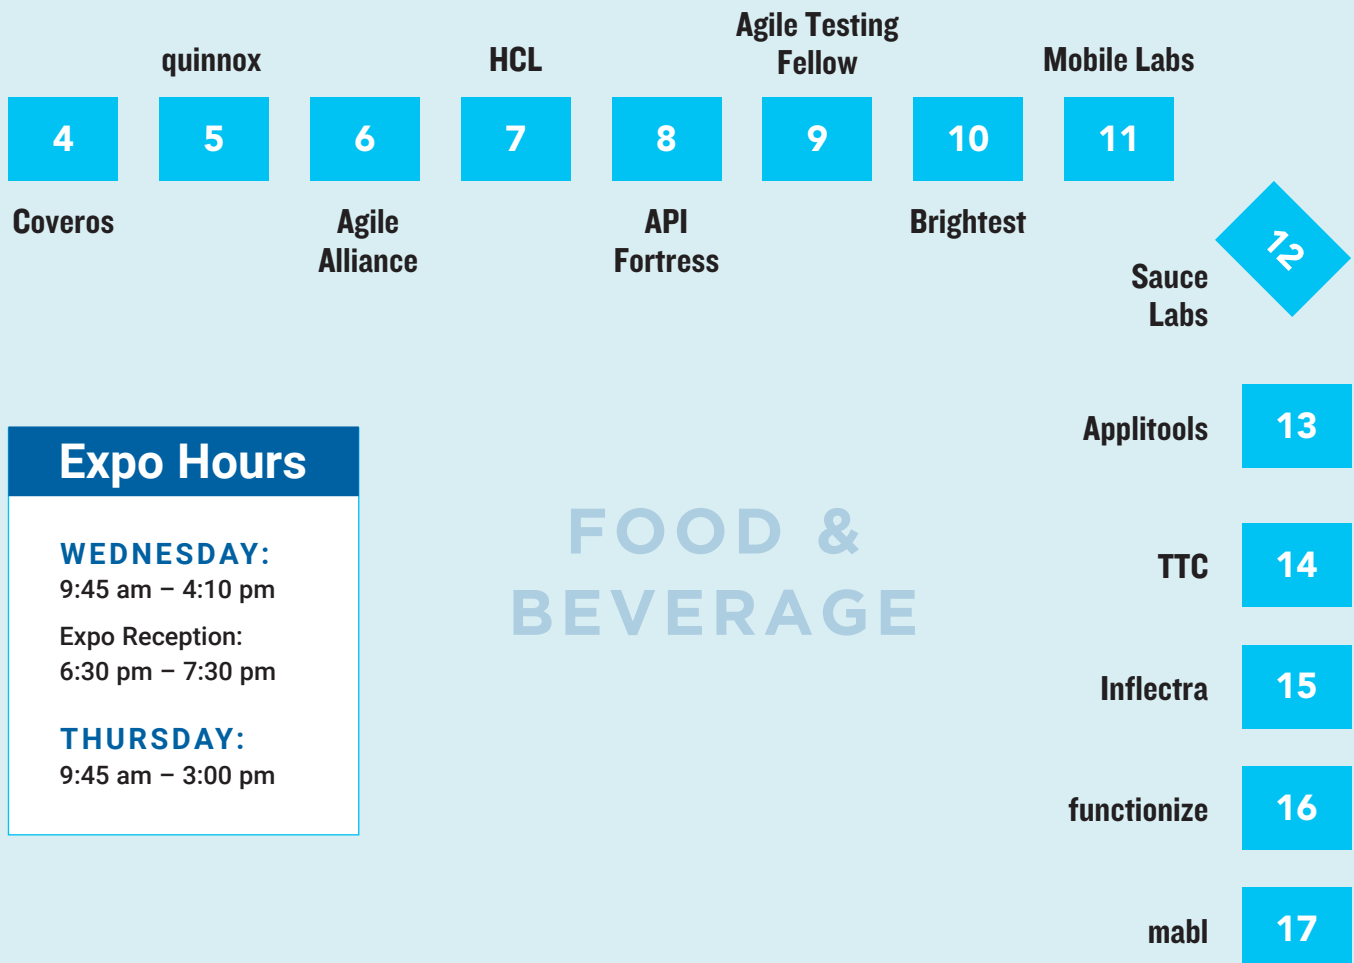 Agile Testing
quinnox HCL Fellow Mobile Labs
4 5 6 7 8 9 10 11
Coveros Agile API Brightest
Alliance Fortress
12
Sauce
Labs
Applitools 13
Expo Hours
WEDNESDAY:
9:45 am – 4:10 pm
Expo Reception:
6:30 pm – 7:30 pm
THURSDAY:
9:45 am – 3:00 pm
FOOD &
BEVERAGE
TTC 14
Inflectra 15
functionize 16
mabl 17